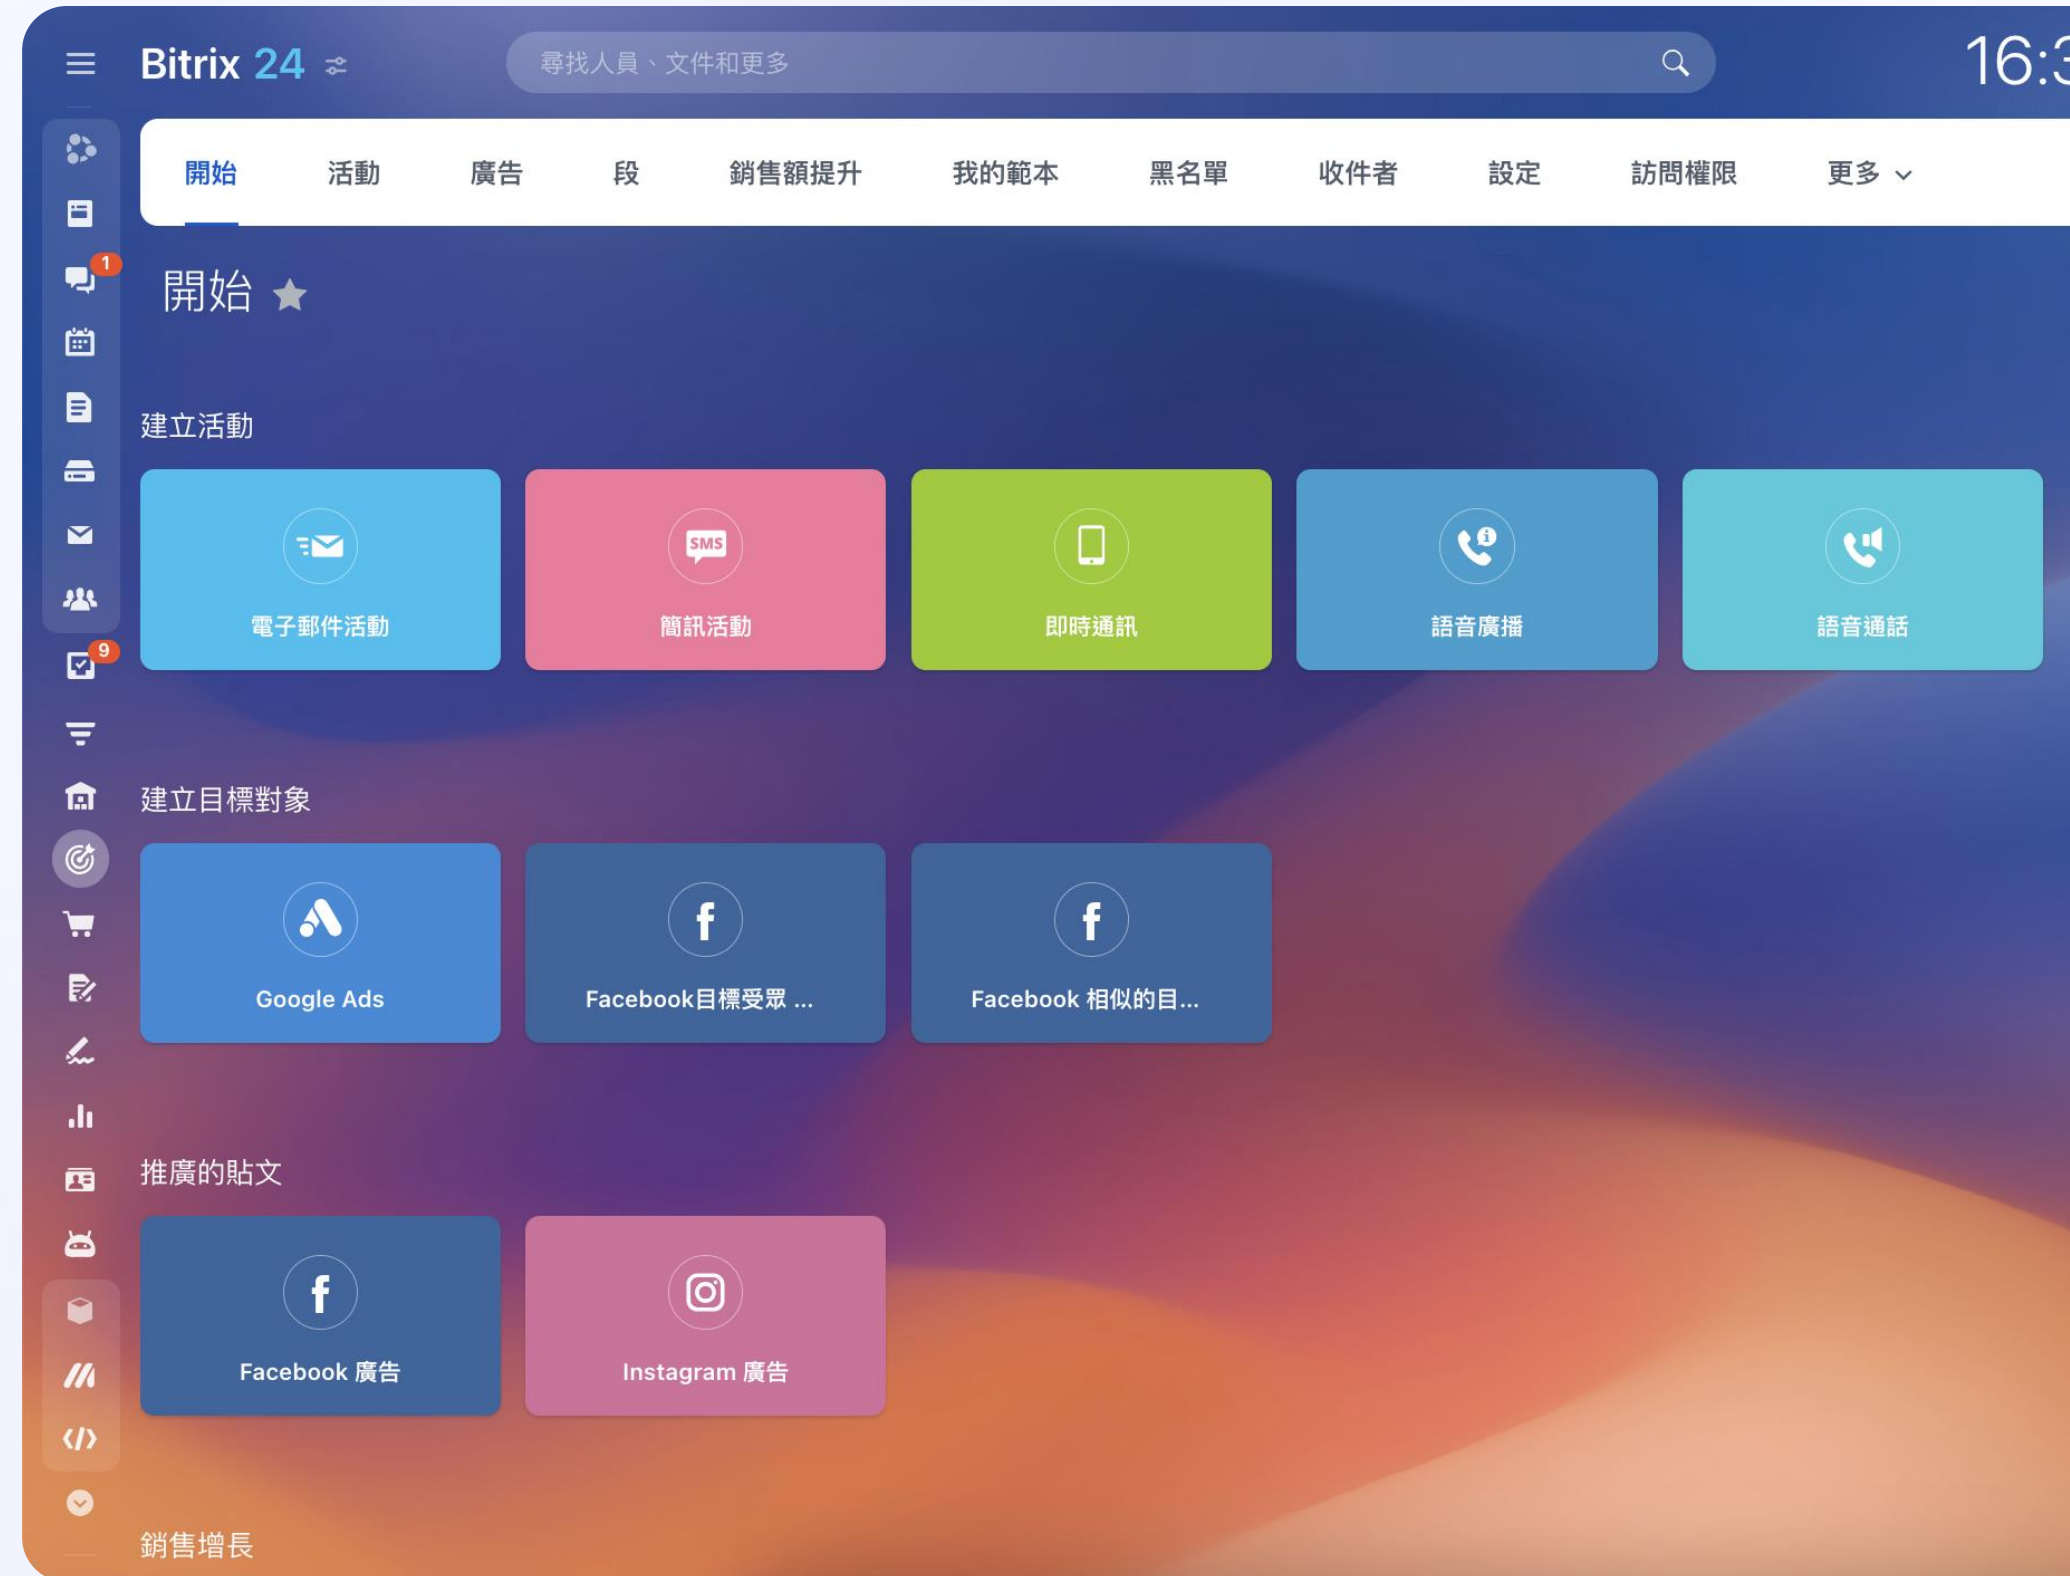 Bitrix 24
尋找人員、文件和更多
開始 活動 廣告 段 銷售額提升 我的範本 黑名單 收件者 設定 訪問權限 更多
1
開始
建立活動
SMS
電子郵件活動 簡訊活動 即時通訊 語音廣播 語音通話
9
建立目標對象
Google Ads Facebook目標受眾 ... Facebook 相似的目...
推廣的貼文
Facebook 廣告 Instagram 廣告
銷售增長